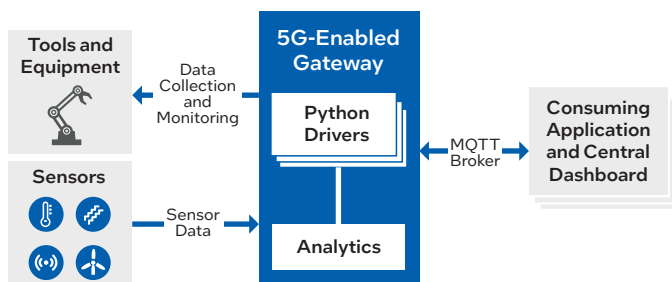 Tools and
Equipment
Data
Collection
and
Monitoring
5G-Enabled
Gateway
Python
Drivers
MQTT
Broker
Consuming
Application
and Central
Dashboard
Sensors
Sensor
Data
Analytics